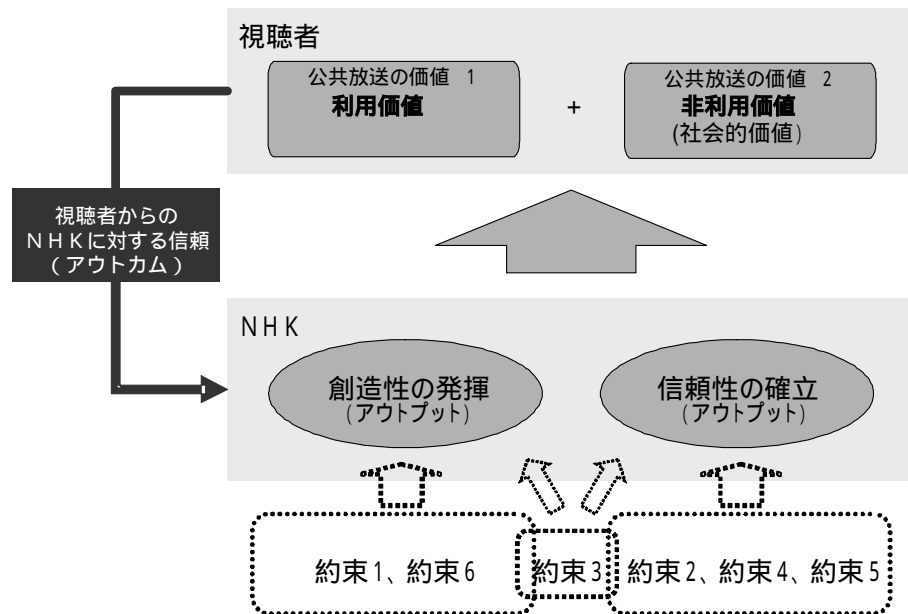 視聴者
公共放送の価値 1
利用価値
+
公共放送の価値 2
非利用価値
(社会的価値)
視聴者からの
NHKに対する信頼
(アウトカム)
NHK
創造性の発揮
(アウトプット)
信頼性の確立
(アウトプット)
約束1、約束6
約束3
約束2、約束4、約束5